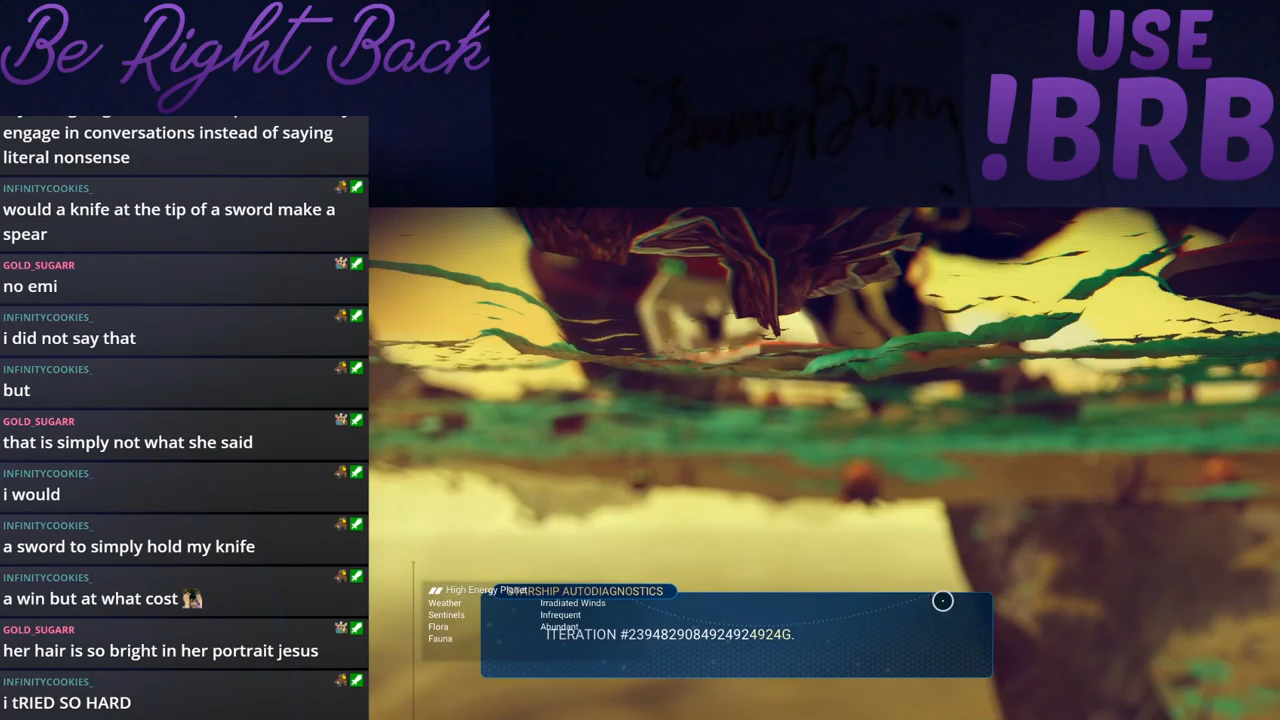 Be Right Back
USE
!BRB
engage in conversations instead of saying
literal nonsense
INFINITYCOOKIES_
would a knife at the tip of a sword make a
spear
GOLD_SUGARR
no emi
INFINITYCOOKIES_
i did not say that
INFINITYCOOKIES_
but
GOLD_SUGARR
that is simply not what she said
INFINITYCOOKIES_
i would
INFINITYCOOKIES_
a sword to simply hold my knife
INFINITYCOOKIES_
a win but at what cost
GOLD_SUGARR
her hair is so bright in her portrait jesus
INFINITYCOOKIES_
i tRIED SO HARD
High Energy Planet
STARSHIP AUTODIAGNOSTICS
Weather Irradiated Winds
Sentinels Infrequent
Flora Abundant
Fauna
ITERATION #2394829084924924924G.